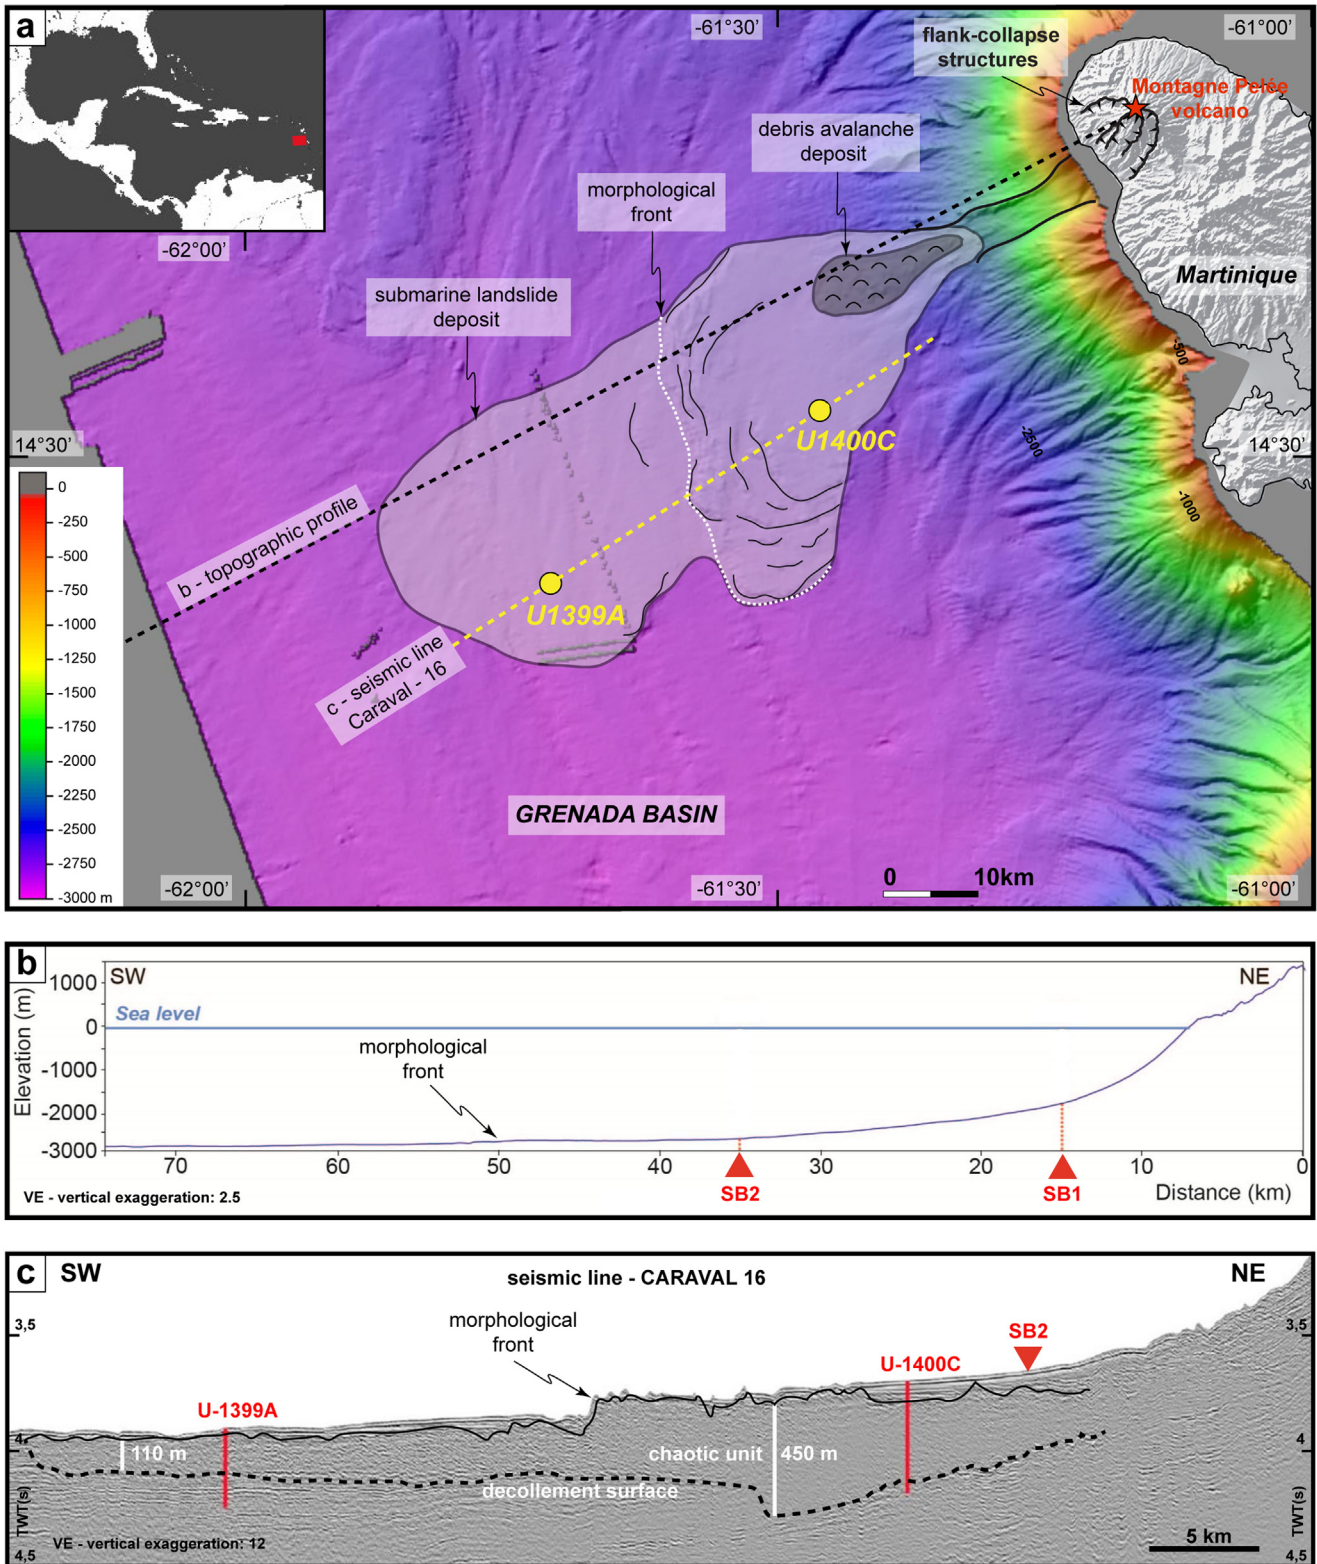 a
-61°30’
-61°00’
flank-collapse
structures
Montagne Pelée
volcano
debris avalanche
deposit
morphological
front
-62°00’
submarine landslide
deposit
Martinique
-500
14°30’
U1400C
-2500
14°30’
-1000
0
-250
-500
-750
-1000
-1250
-1500
-1750
-2000
-2250
-2500
-2750
-3000 m
b - topographic profile
U1399A
c - seismic line
Caraval - 16
GRENADA BASIN
-62°00’
-61°30’
0 10km
-61°00’
b
SW
NE
Elevation (m)
1000
0
-1000
-2000
-3000
Sea level
morphological
front
70 60 50 40 30 20 10 0
SB2
SB1
Distance (km)
VE - vertical exaggeration: 2.5
c
SW
seismic line - CARAVAL 16
NE
morphological
front
3,5
3,5
SB2
U-1400C
U-1399A
4
110 m
chaotic unit
450 m
4
decollement surface
TWT(s)
TWT(s)
VE - vertical exaggeration: 12
5 km
4,5
4,5